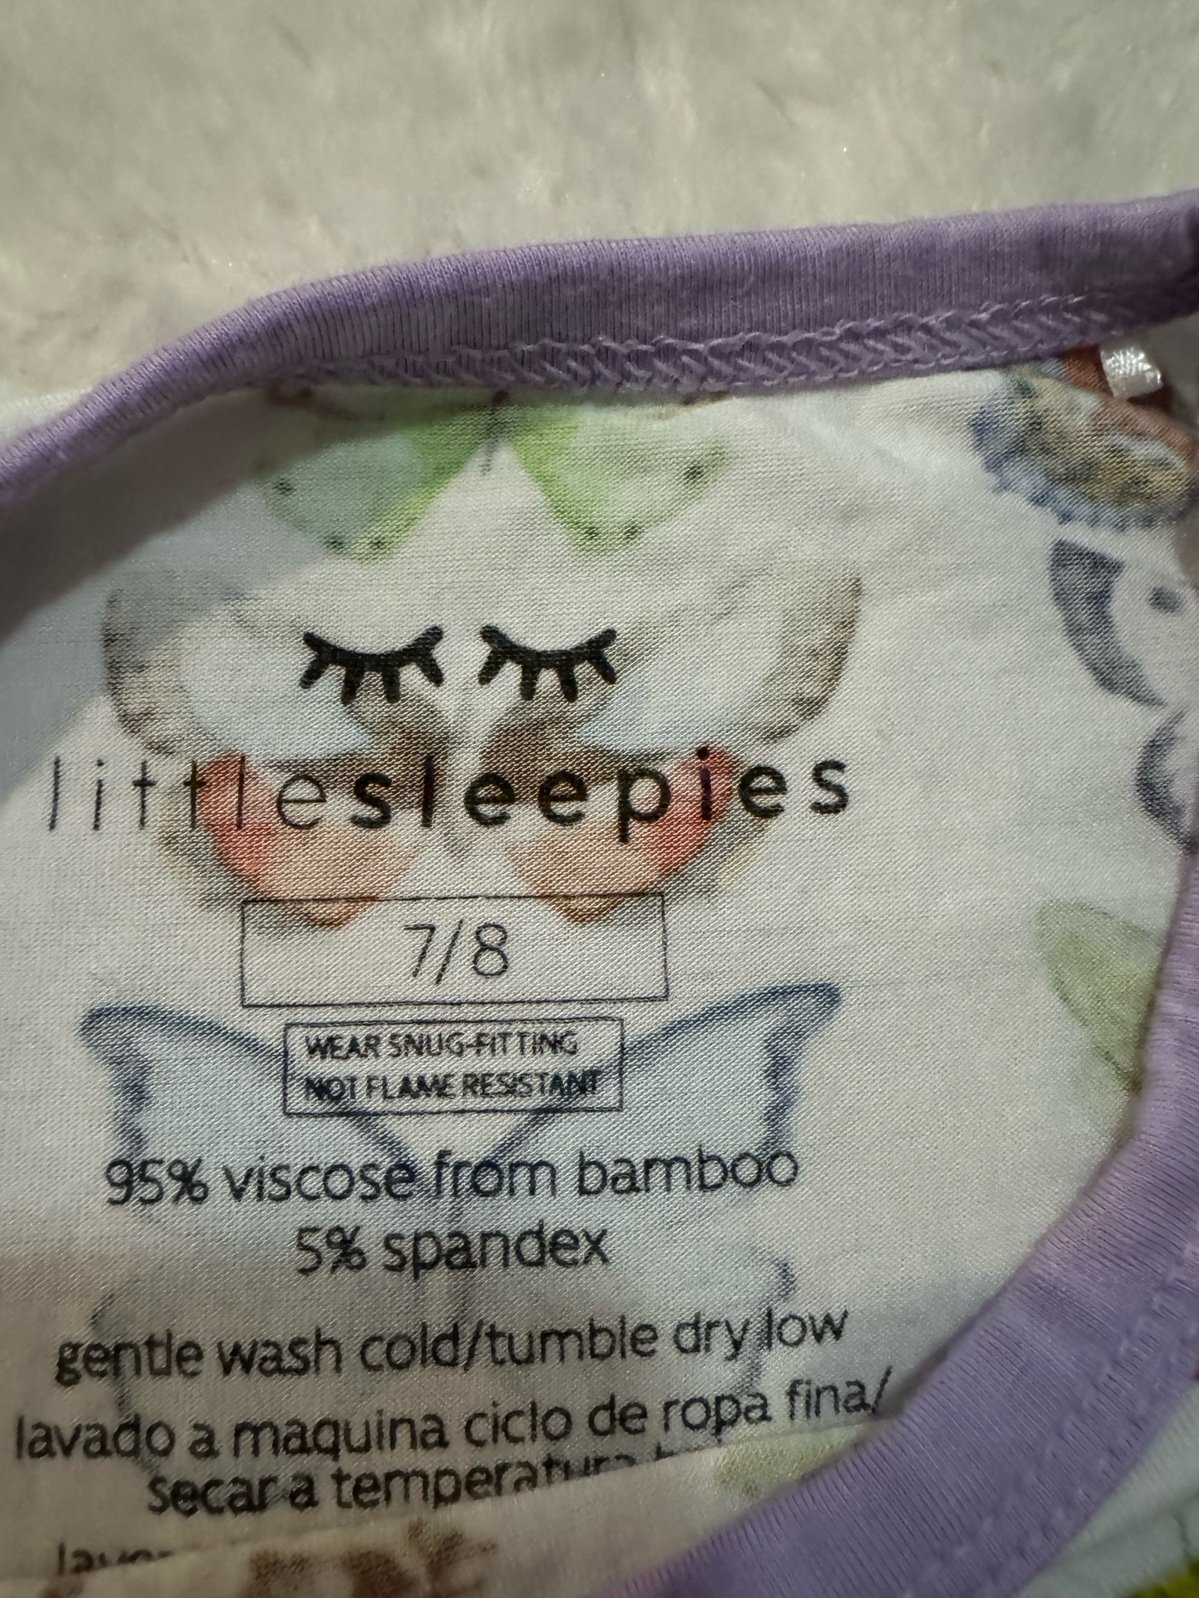 littlesleepies
7/8
WEAR SNUG-FITTING
NOT FLAME RESISTANT
95% viscose from bamboo
5% spandex
gentle wash cold/tumble dry low
lavado a maquina ciclo de ropa fina/
secar a temperatura